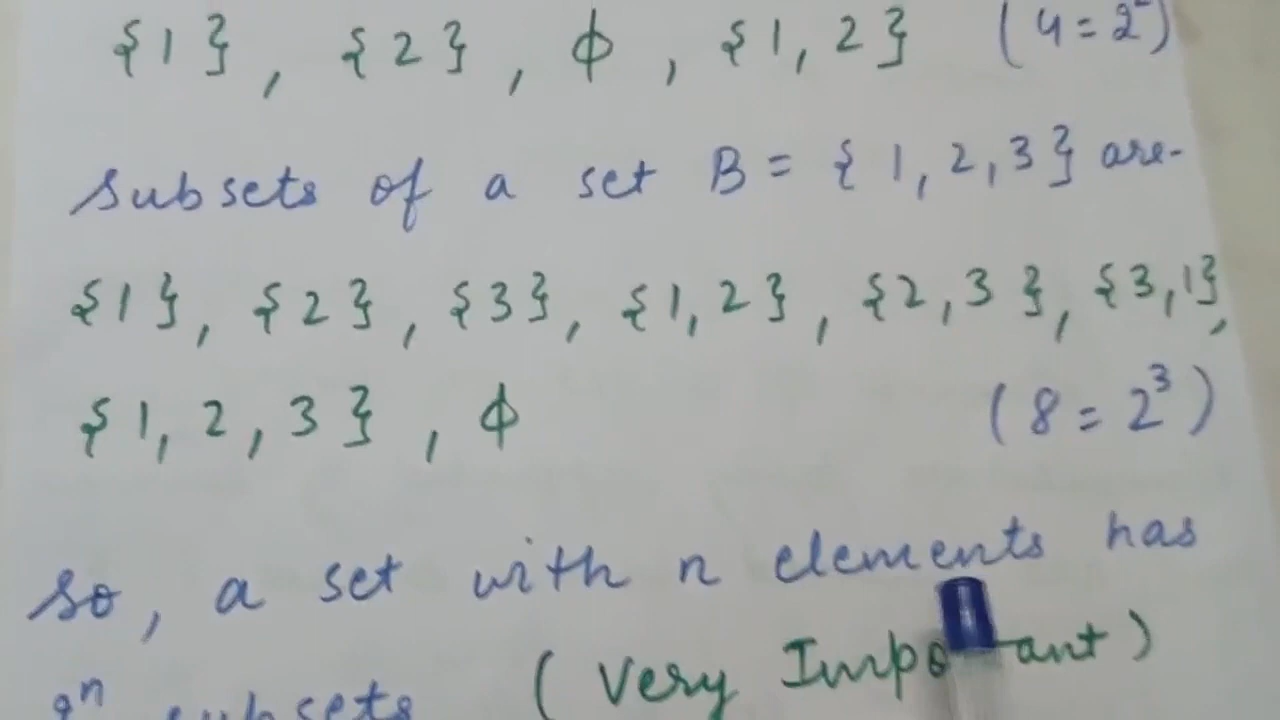 {1}, {2}, ϕ, {1, 2} (4 = 2²)
Subsets of a set B = {1, 2, 3} are-
{1}, {2}, {3}, {1, 2}, {2, 3}, {3, 1},
{1, 2, 3}, ϕ (8 = 2³)
so, a set with n elements has
2ⁿ subsets (Very Important)